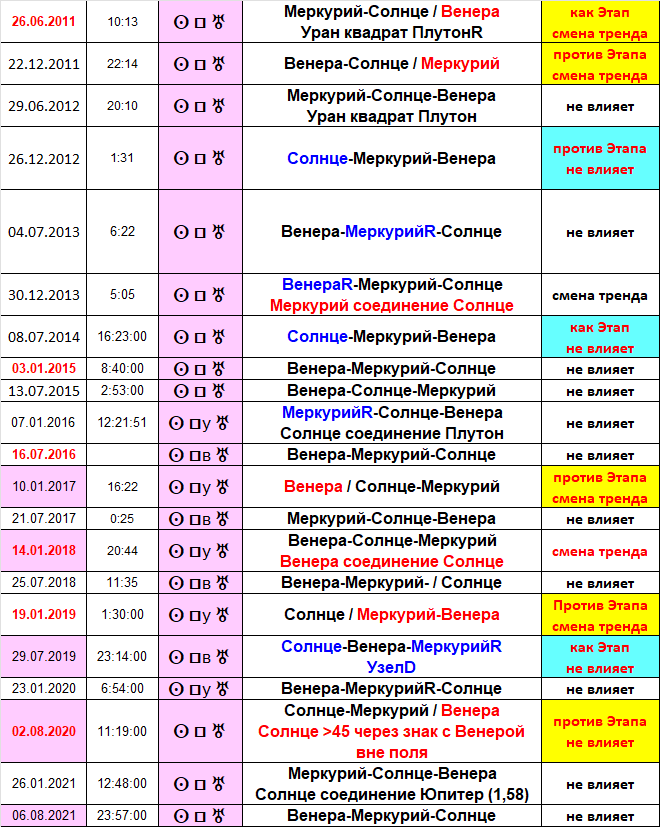 26.06.2011 10:13 ☉ □ ♅ Меркурий-Солнце / Венера как Этап
Уран квадрат ПлутонR смена тренда
22.12.2011 22:14 ☉ □ ♅ Венера-Солнце / Меркурий против Этапа
смена тренда
29.06.2012 20:10 ☉ □ ♅ Меркурий-Солнце-Венера не влияет
Уран квадрат Плутон
26.12.2012 1:31 ☉ □ ♅ Солнце-Меркурий-Венера против Этапа
не влияет
04.07.2013 6:22 ☉ □ ♅ Венера-МеркурийR-Солнце не влияет
30.12.2013 5:05 ☉ □ ♅ ВенераR-Меркурий-Солнце смена тренда
Меркурий соединение Солнце
08.07.2014 16:23:00 ☉ □ ♅ Солнце-Меркурий-Венера как Этап
не влияет
03.01.2015 8:40:00 ☉ □ ♅ Венера-Меркурий-Солнце не влияет
13.07.2015 2:53:00 ☉ □ ♅ Венера-Солнце-Меркурий не влияет
07.01.2016 12:21:51 ☉ □у ♅ МеркурийR-Солнце-Венера не влияет
Солнце соединение Плутон
16.07.2016 ☉ □в ♅ Венера-Меркурий-Солнце не влияет
10.01.2017 16:22 ☉ □у ♅ Венера / Солнце-Меркурий против Этапа
смена тренда
21.07.2017 0:25 ☉ □в ♅ Меркурий-Солнце-Венера не влияет
14.01.2018 20:44 ☉ □у ♅ Венера-Солнце-Меркурий смена тренда
Венера соединение Солнце
25.07.2018 11:35 ☉ □в ♅ Венера-Меркурий- / Солнце не влияет
19.01.2019 1:30:00 ☉ □у ♅ Солнце / Меркурий-Венера Против Этапа
смена тренда
29.07.2019 23:14:00 ☉ □в ♅ Солнце-Венера-МеркурийR как Этап
УзелD не влияет
23.01.2020 6:54:00 ☉ □у ♅ Венера-МеркурийR-Солнце не влияет
02.08.2020 11:19:00 ☉ □ ♅ Солнце-Меркурий / Венера против Этапа
Солнце >45 через знак с Венерой не влияет
вне поля
26.01.2021 12:48:00 ☉ □ ♅ Меркурий-Солнце-Венера не влияет
Солнце соединение Юпитер (1,58)
06.08.2021 23:57:00 ☉ □ ♅ Венера-Меркурий-Солнце не влияет